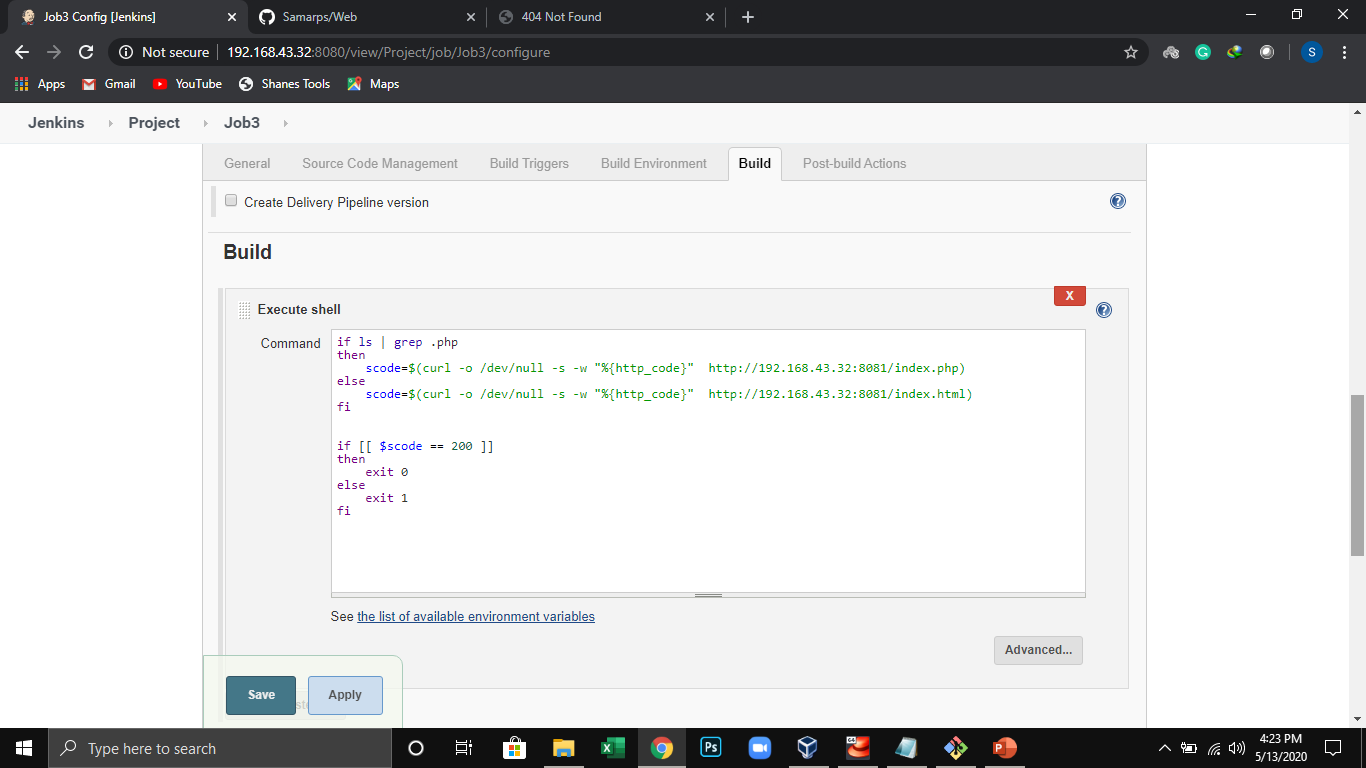 Job3 Config [Jenkins]
Samarps/Web
404 Not Found
Not secure
192.168.43.32:8080/view/Project/job/Job3/configure
S
Apps
Gmail
YouTube
Shanes Tools
Maps
Jenkins
Project
Job3
General
Source Code Management
Build Triggers
Build Environment
Build
Post-build Actions
Create Delivery Pipeline version
Build
X
Execute shell
Command
if ls | grep .php
then
    scode=$(curl -o /dev/null -s -w "%{http_code}"  http://192.168.43.32:8081/index.php)
else
    scode=$(curl -o /dev/null -s -w "%{http_code}"  http://192.168.43.32:8081/index.html)
fi
if [[ $scode == 200 ]]
then
    exit 0
else
    exit 1
fi
See the list of available environment variables
Advanced...
Save
Apply
Type here to search
Ps
4:23 PM
5/13/2020